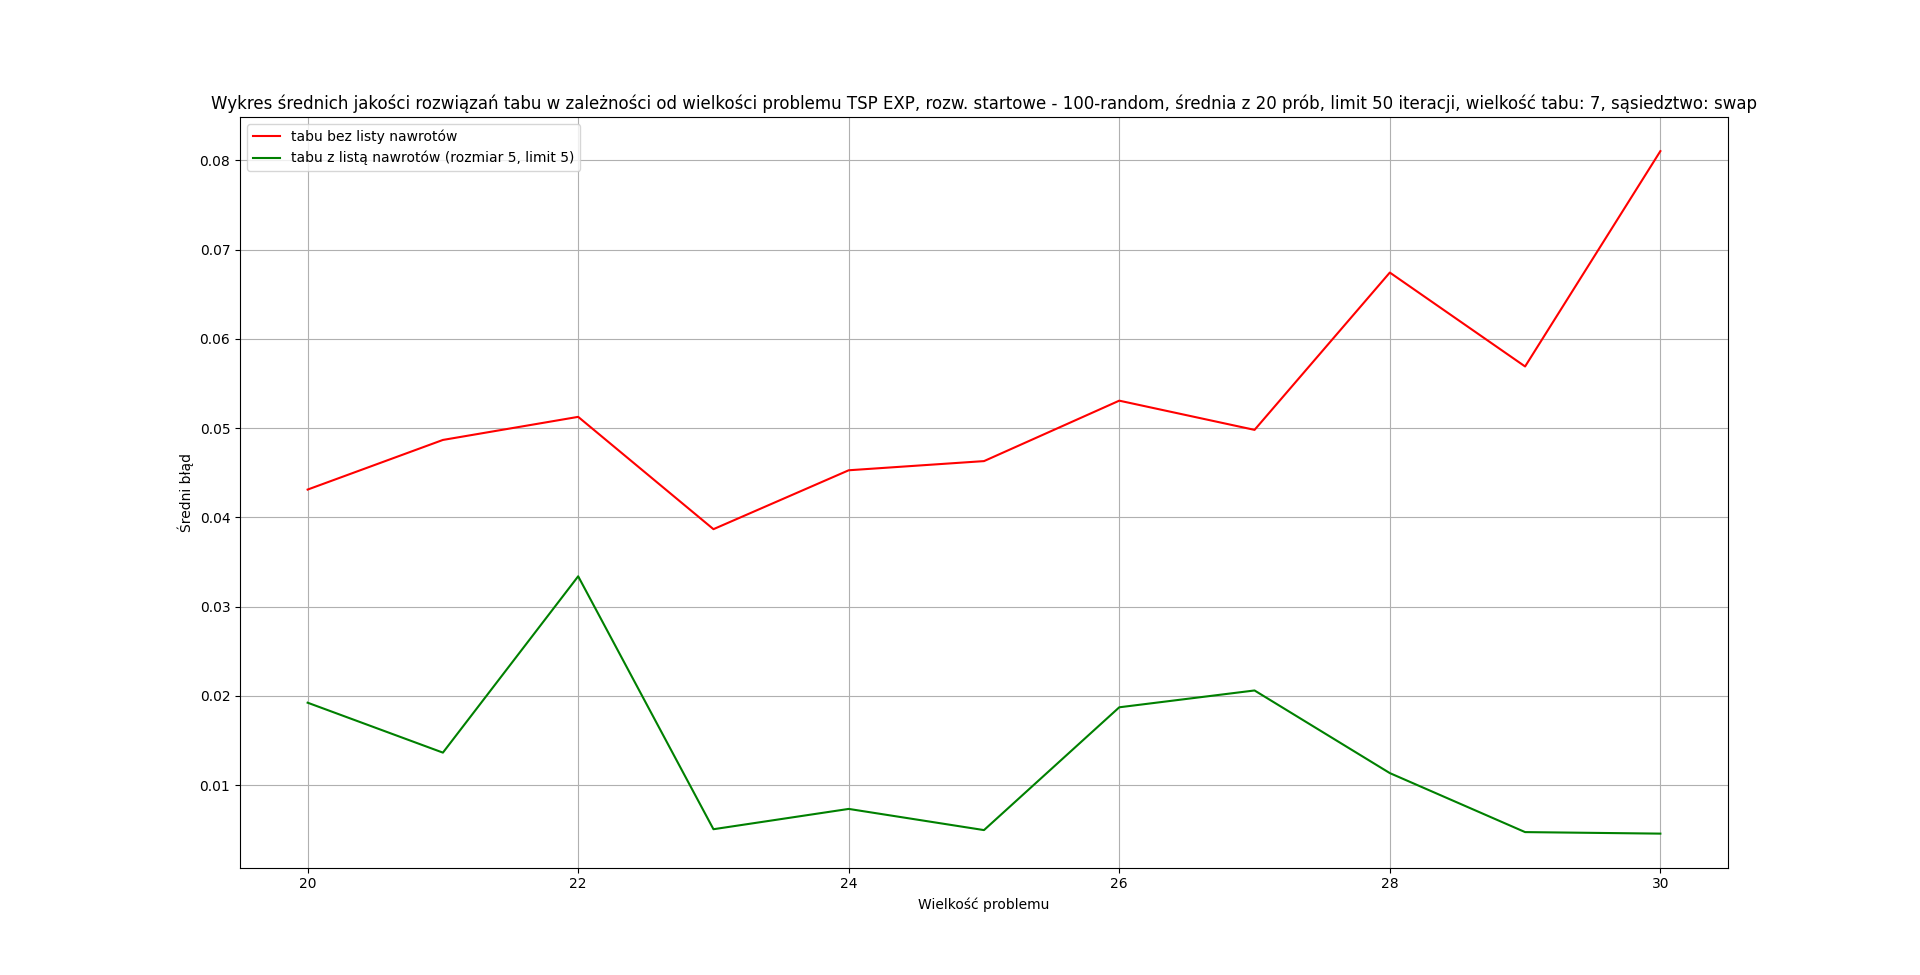 Wykres średnich jakości rozwiązań tabu w zależności od wielkości problemu TSP EXP, rozw. startowe - 100-random, średnia z 20 prób, limit 50 iteracji, wielkość tabu: 7, sąsiedztwo: swap
tabu bez listy nawrotów
tabu z listą nawrotów (rozmiar 5, limit 5)
0.08
0.07
0.06
0.05
0.04
0.03
0.02
0.01
Średni błąd
20 22 24 26 28 30
Wielkość problemu